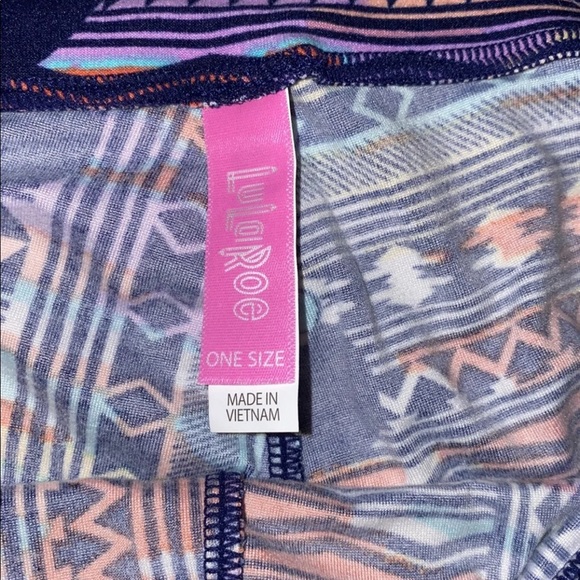 LuLaRoe
ONE SIZE
MADE IN
VIETNAM